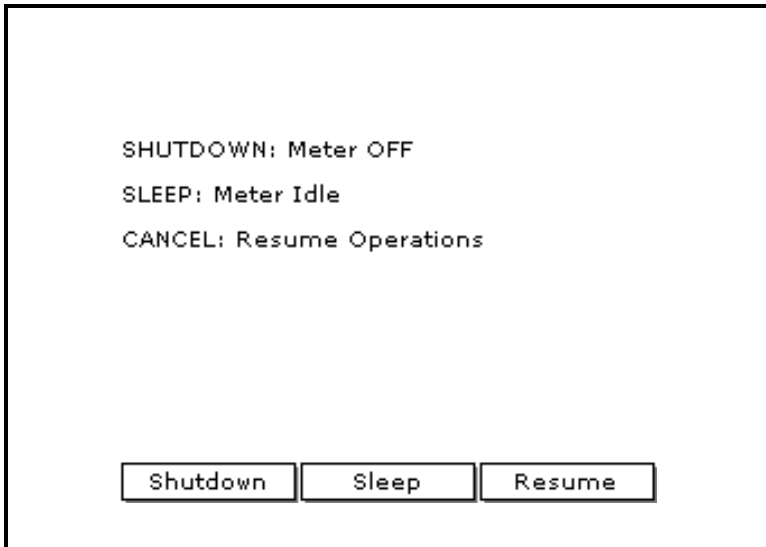 SHUTDOWN: Meter OFF
SLEEP: Meter Idle
CANCEL: Resume Operations
Shutdown Sleep Resume